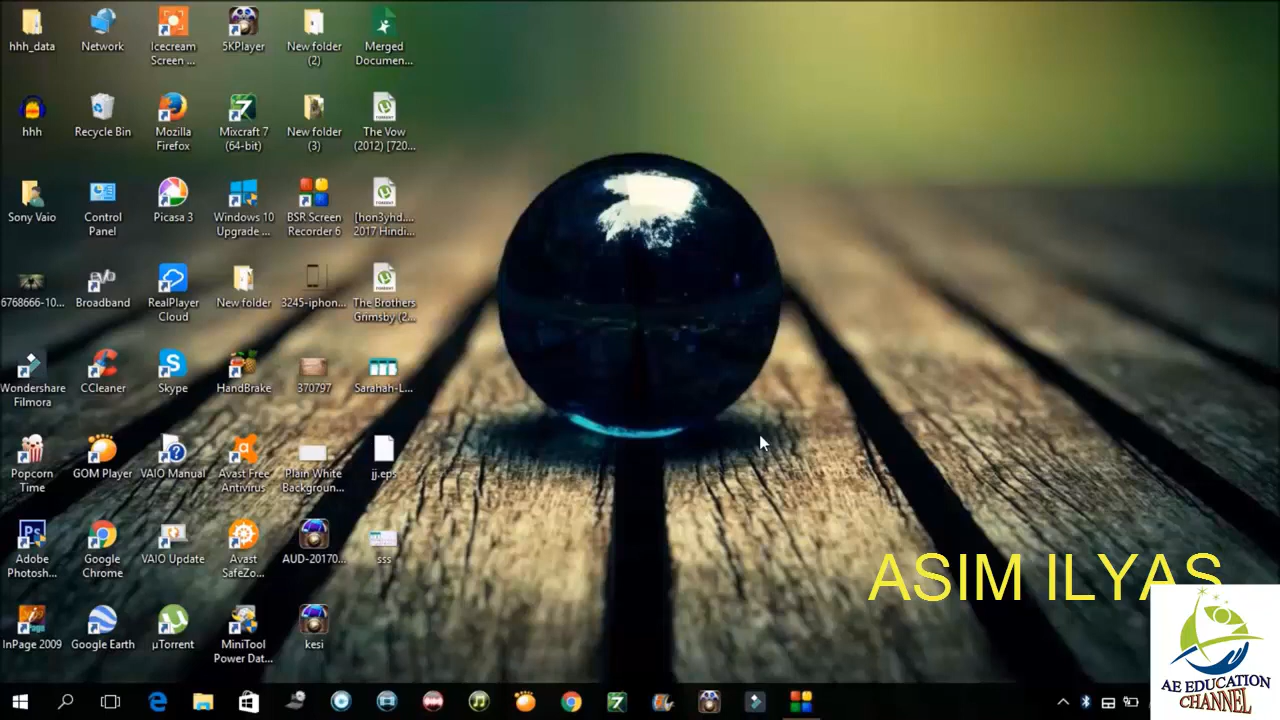 hhh_data
Network
Icecream
Screen ...
5KPlayer
New folder
(2)
Merged
Documen...
hhh
Recycle Bin
Mozilla
Firefox
Mixcraft 7
(64-bit)
New folder
(3)
The Vow
(2012) [720...
Sony Vaio
Control
Panel
Picasa 3
Windows 10
Upgrade ...
BSR Screen
Recorder 6
[hon3yhd....
2017 Hindi...
6768666-10...
Broadband
RealPlayer
Cloud
New folder
3245-iphon...
The Brothers
Grimsby (2...
Wondershare
Filmora
CCleaner
Skype
HandBrake
370797
Sarahah-L...
Popcorn
Time
GOM Player
VAIO Manual
Avast Free
Antivirus
Plain White
Backgroun...
jj.eps
Adobe
Photosh...
Google
Chrome
VAIO Update
Avast
SafeZo...
AUD-20170...
sss
InPage 2009
Google Earth
µTorrent
MiniTool
Power Dat...
kesi
ASIM ILYAS
AE EDUCATION
CHANNEL